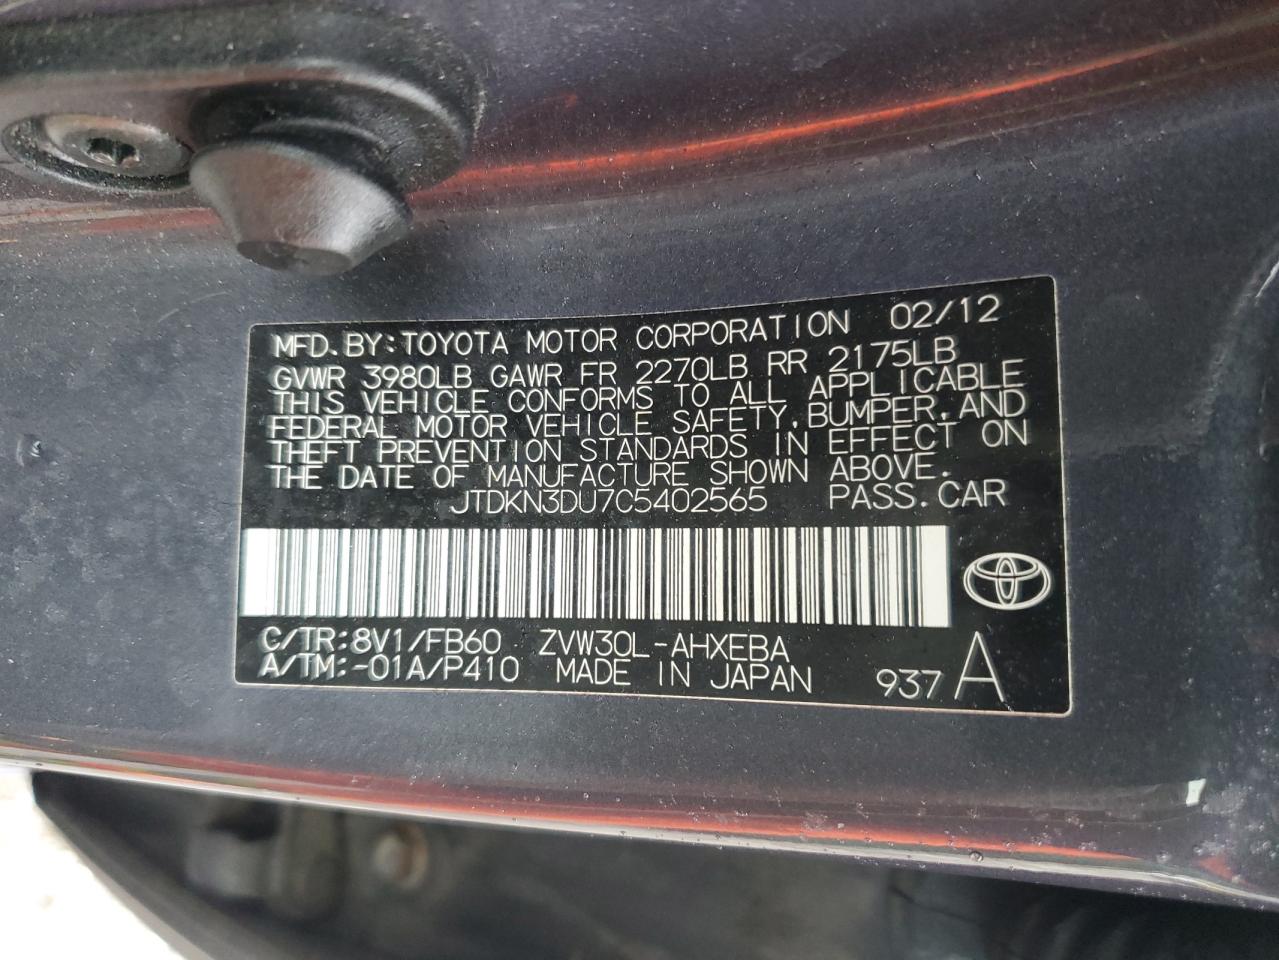 MFD.BY:TOYOTA MOTOR CORPORATION 02/12
GVWR 3980LB GAWR FR 2270LB RR 2175LB
THIS VEHICLE CONFORMS TO ALL APPLICABLE
FEDERAL MOTOR VEHICLE SAFETY,BUMPER,AND
THEFT PREVENTION STANDARDS IN EFFECT ON
THE DATE OF MANUFACTURE SHOWN ABOVE.
JTDKN3DU7C5402565 PASS.CAR
C/TR:8V1/FB60 ZVW30L-AHXEBA
A/TM:-01A/P410 MADE IN JAPAN 937 A